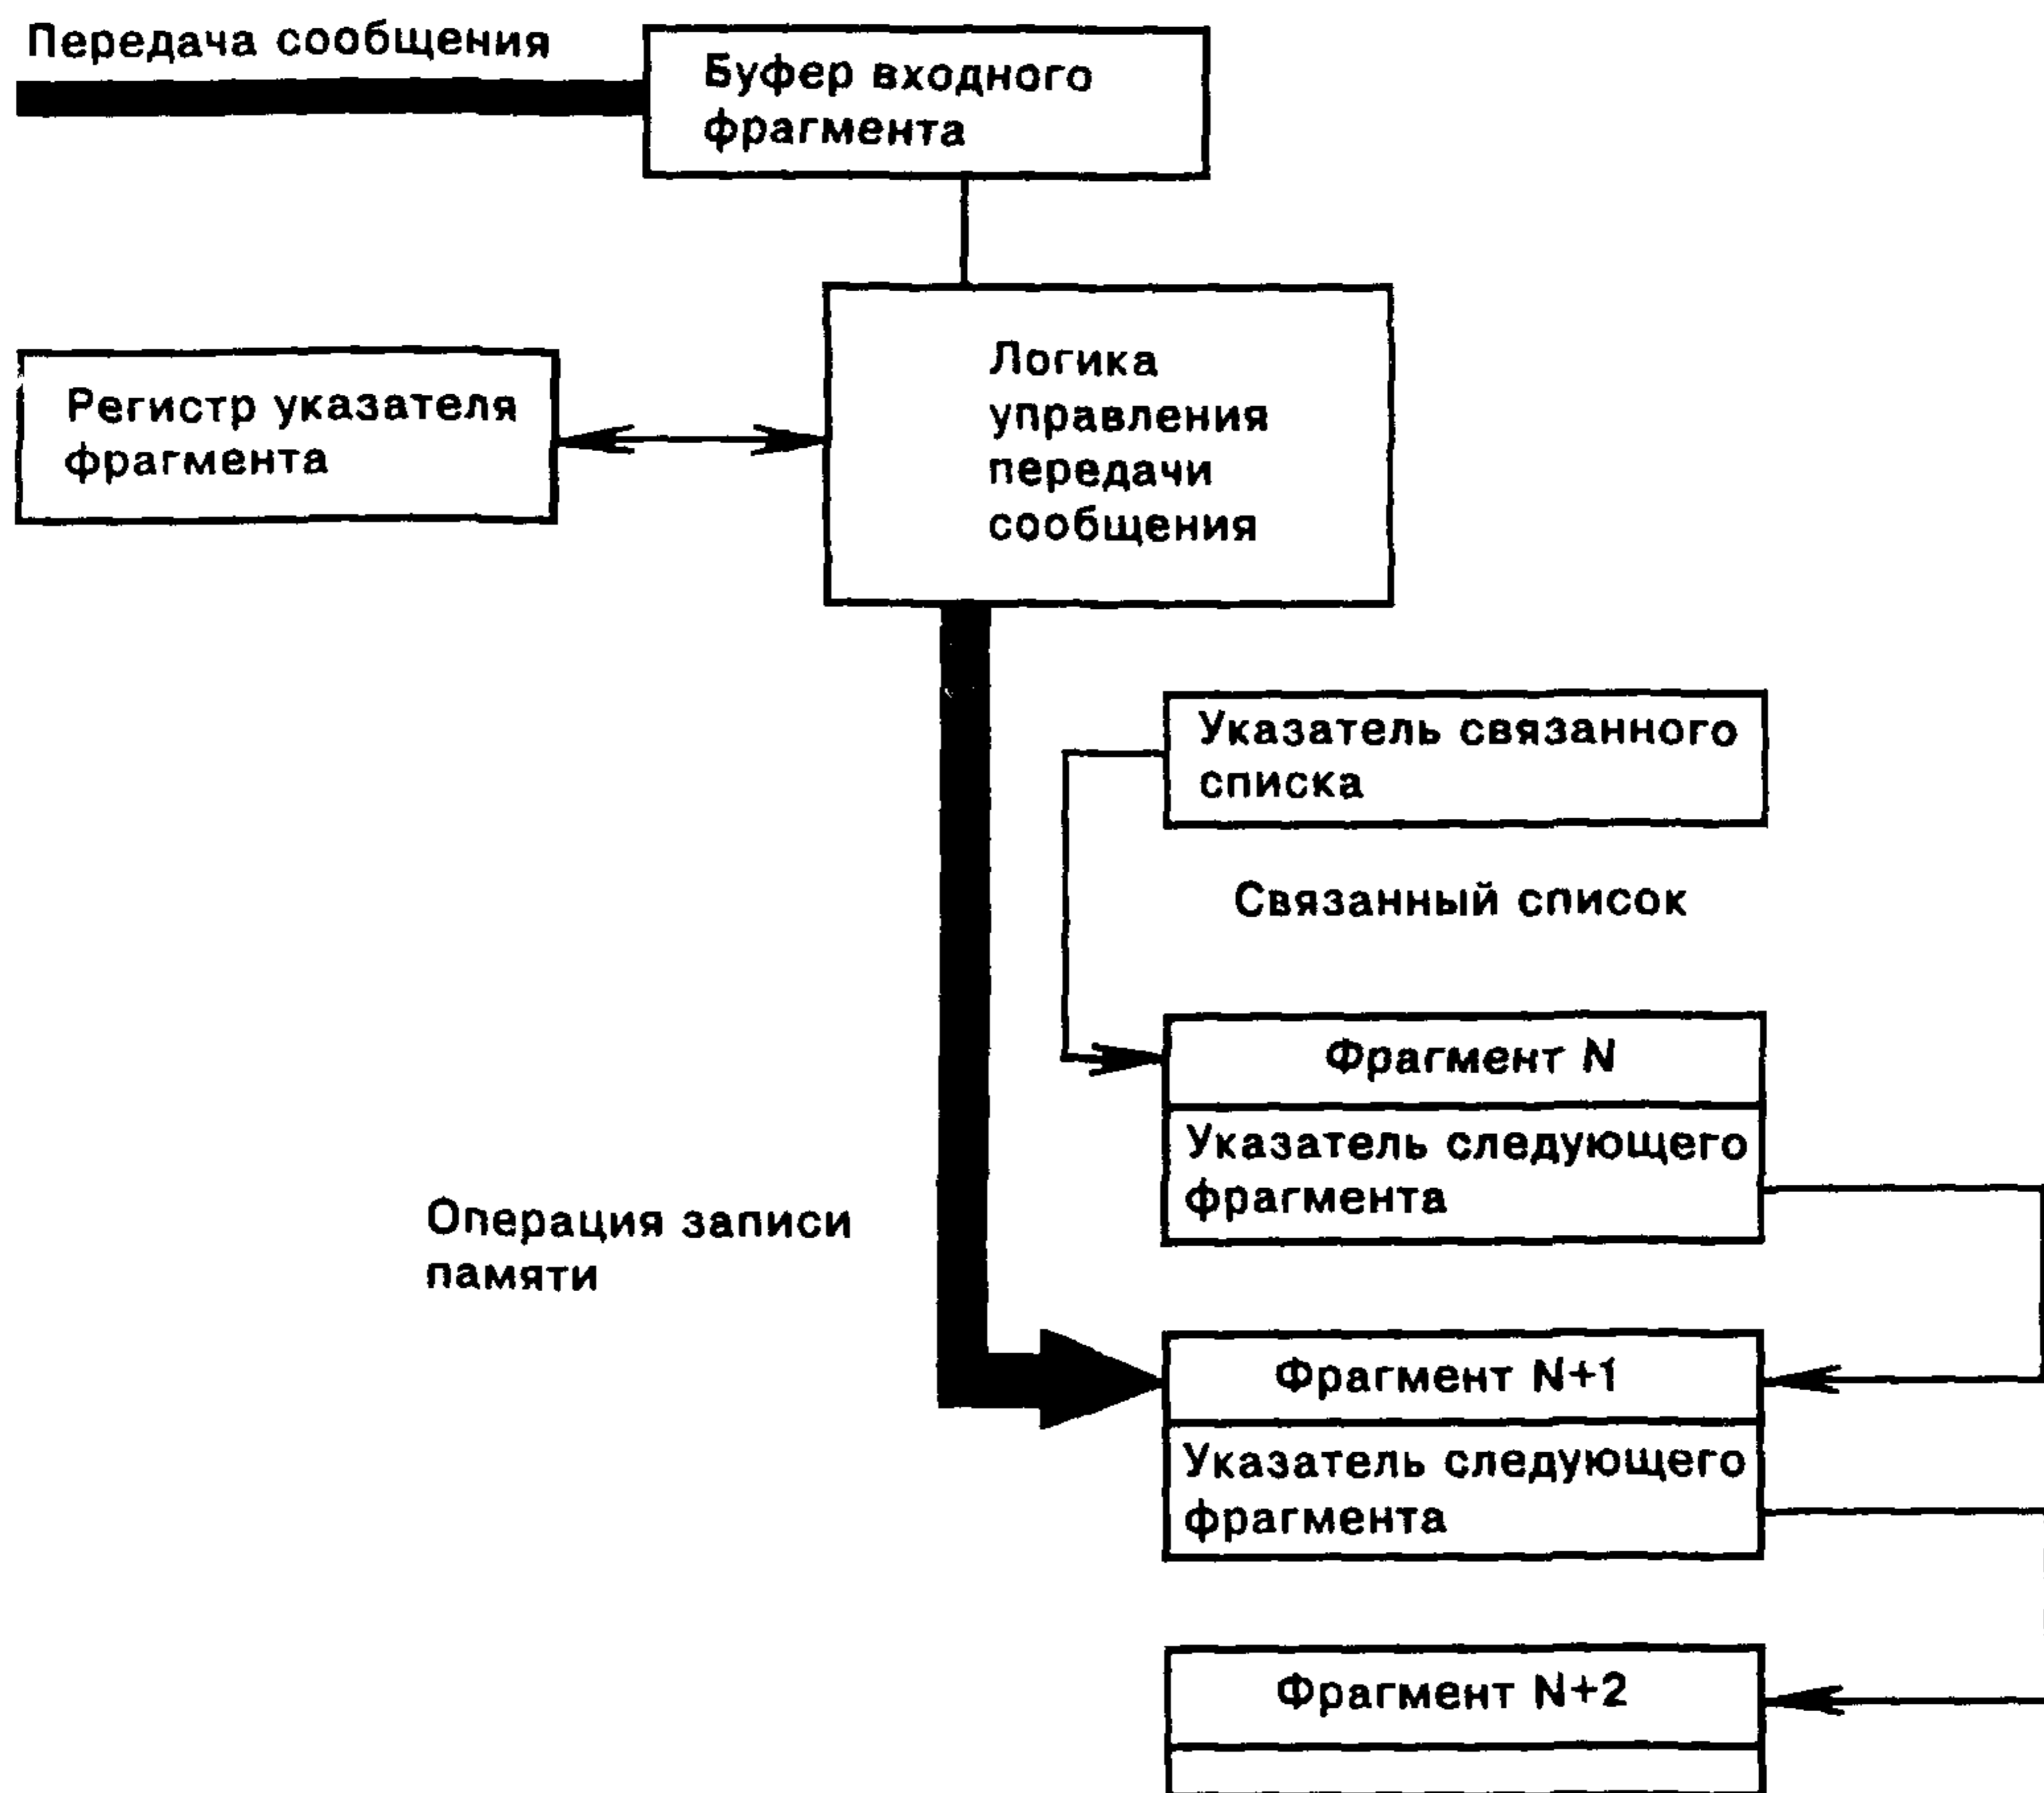 Передача сообщения
Буфер входного
фрагмента
Регистр указателя
фрагмента
Логика
управления
передачи
сообщения
Указатель связанного
списка
Связанный список
Фрагмент N
Указатель следующего
фрагмента
Операция записи
памяти
Фрагмент N+1
Указатель следующего
фрагмента
Фрагмент N+2